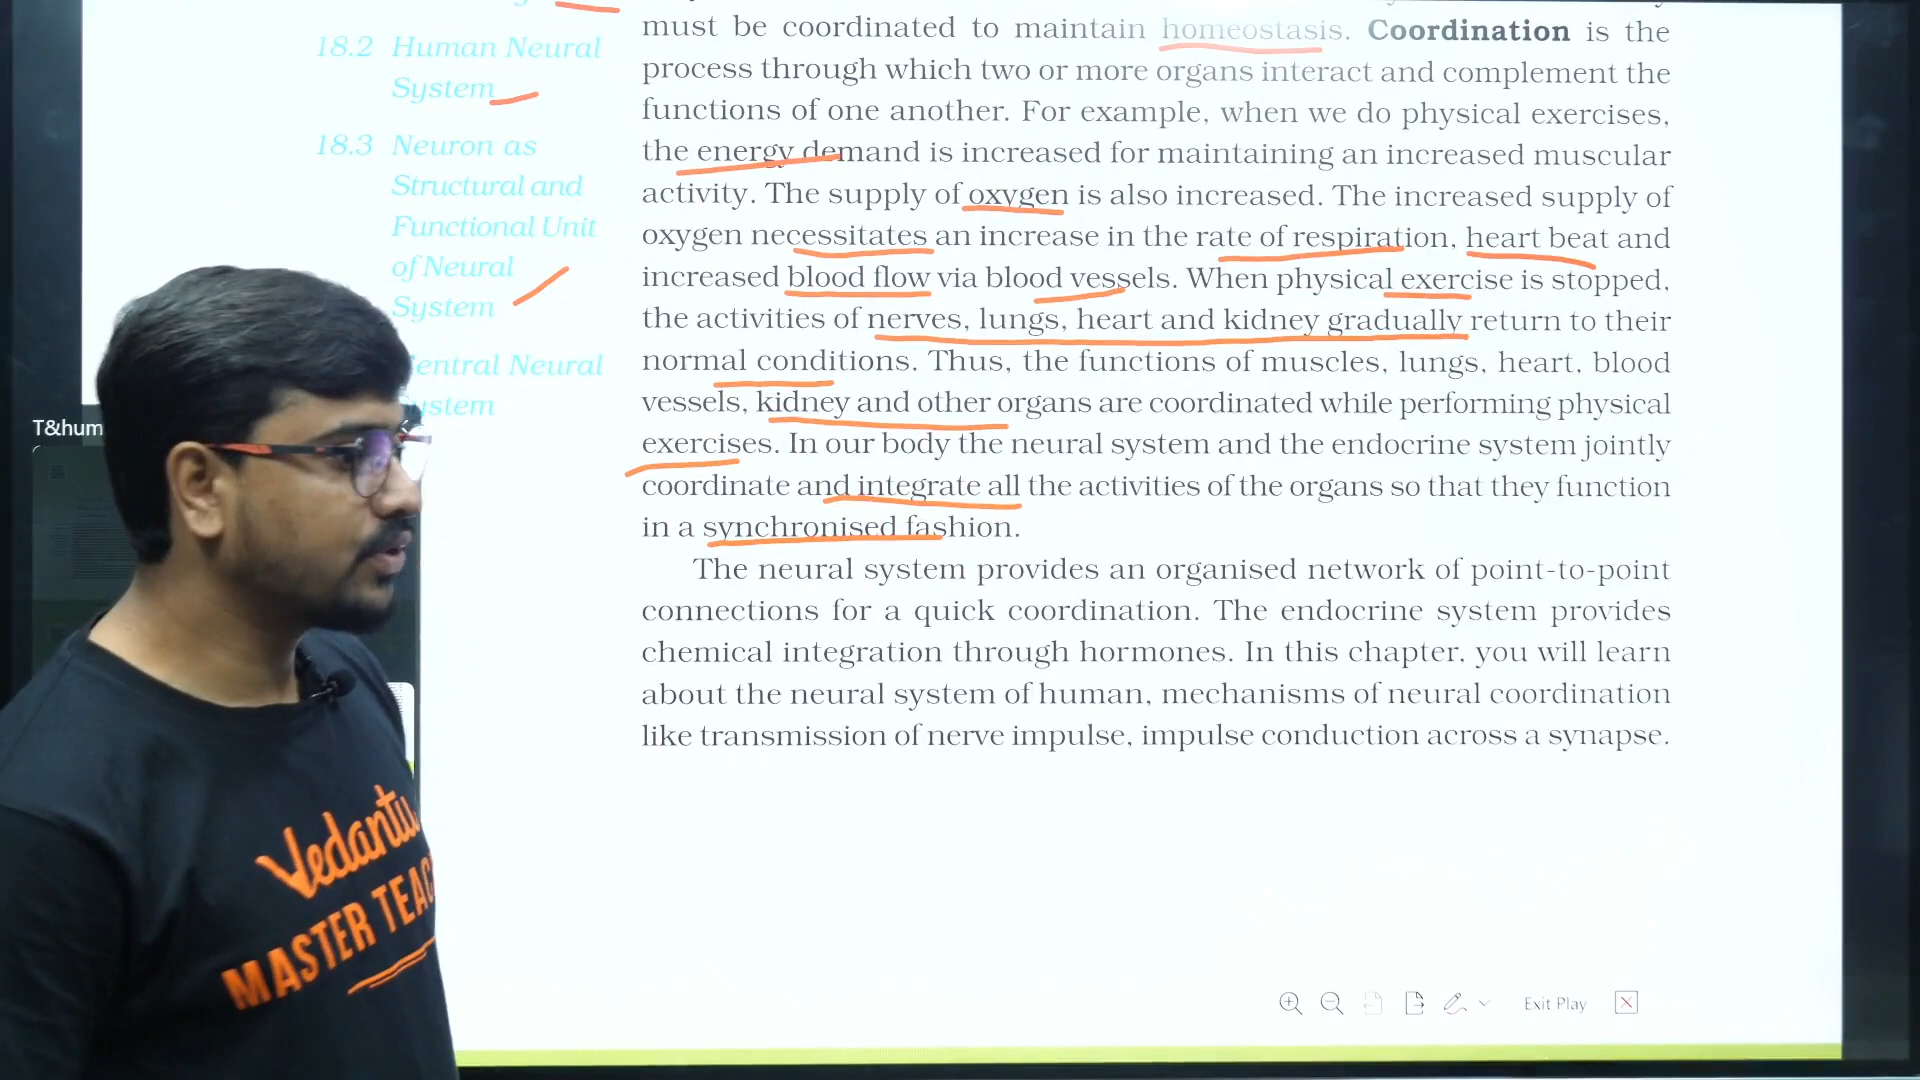 18.2 Human Neural
System
18.3 Neuron as
Structural and
Functional Unit
of Neural
System
Central Neural
System
must be coordinated to maintain homeostasis. Coordination is the
process through which two or more organs interact and complement the
functions of one another. For example, when we do physical exercises,
the energy demand is increased for maintaining an increased muscular
activity. The supply of oxygen is also increased. The increased supply of
oxygen necessitates an increase in the rate of respiration, heart beat and
increased blood flow via blood vessels. When physical exercise is stopped,
the activities of nerves, lungs, heart and kidney gradually return to their
normal conditions. Thus, the functions of muscles, lungs, heart, blood
vessels, kidney and other organs are coordinated while performing physical
exercises. In our body the neural system and the endocrine system jointly
coordinate and integrate all the activities of the organs so that they function
in a synchronised fashion.
The neural system provides an organised network of point-to-point
connections for a quick coordination. The endocrine system provides
chemical integration through hormones. In this chapter, you will learn
about the neural system of human, mechanisms of neural coordination
like transmission of nerve impulse, impulse conduction across a synapse.
T&hum
Vedantu
MASTER TEAC
Exit Play